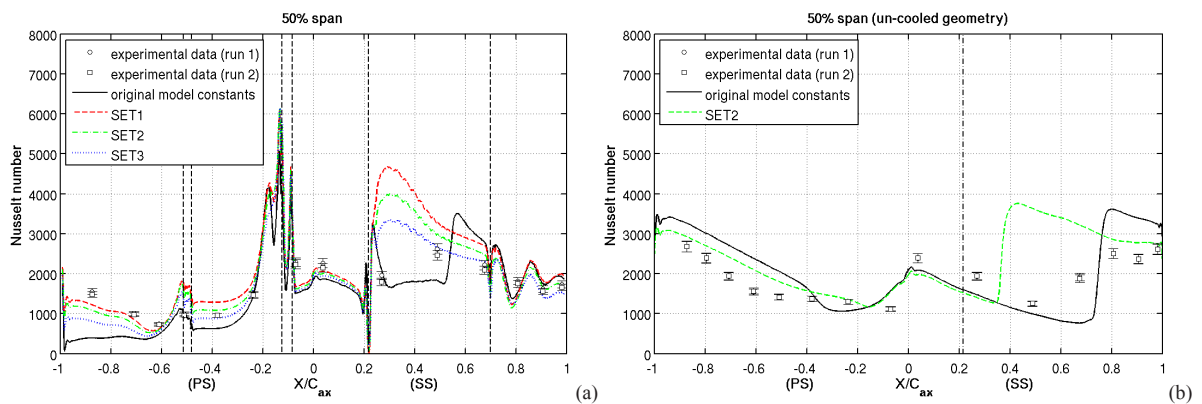 50% span
8000
7000
6000
5000
4000
3000
2000
1000
0
Nusselt number
experimental data (run 1)
experimental data (run 2)
original model constants
SET1
SET2
SET3
-1 -0.8 -0.6 -0.4 -0.2 0 0.2 0.4 0.6 0.8 1
(PS) X/Cax (SS)
(a)
50% span (un-cooled geometry)
8000
7000
6000
5000
4000
3000
2000
1000
0
Nusselt number
experimental data (run 1)
experimental data (run 2)
original model constants
SET2
-1 -0.8 -0.6 -0.4 -0.2 0 0.2 0.4 0.6 0.8 1
(PS) X/Cax (SS)
(b)